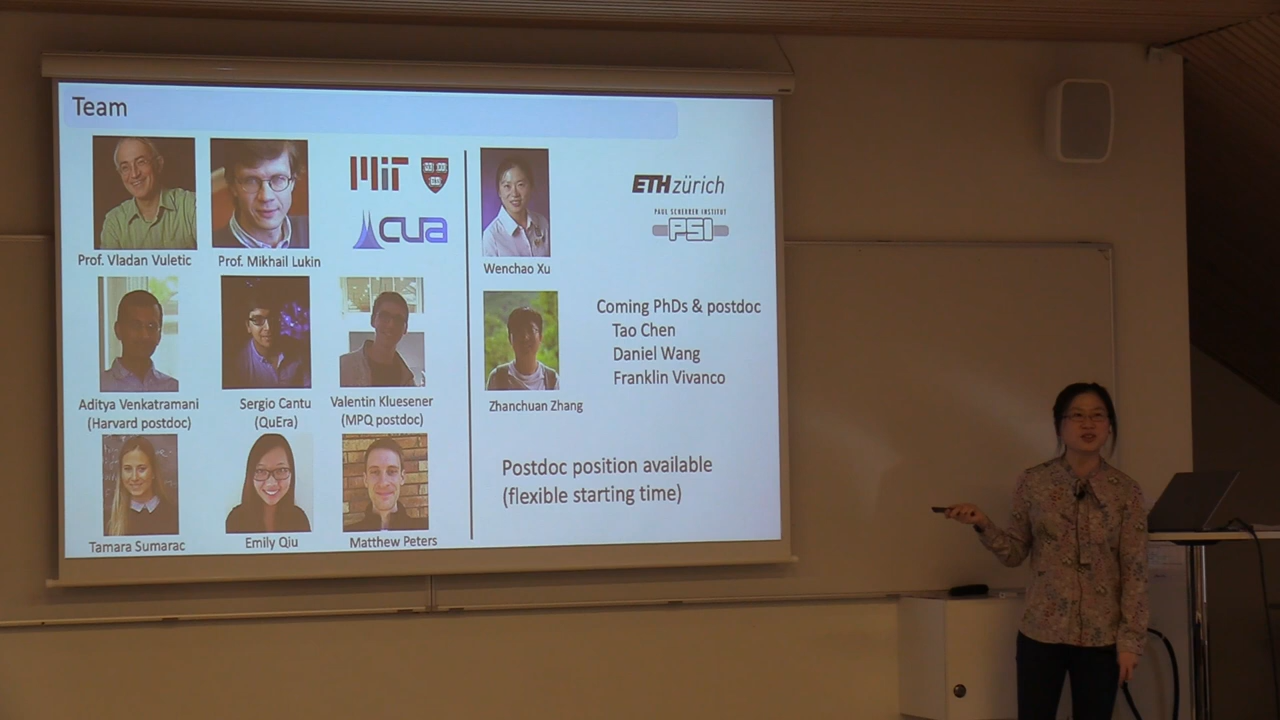 Team
MIT
CUA
Prof. Vladan Vuletic
Prof. Mikhail Lukin
Aditya Venkatramani
(Harvard postdoc)
Sergio Cantu
(QuEra)
Valentin Kluesener
(MPQ postdoc)
Tamara Sumarac
Emily Qiu
Matthew Peters
Wenchao Xu
ETH zürich
PAUL SCHERRER INSTITUT
PSI
Zhanchuan Zhang
Coming PhDs & postdoc
Tao Chen
Daniel Wang
Franklin Vivanco
Postdoc position available
(flexible starting time)